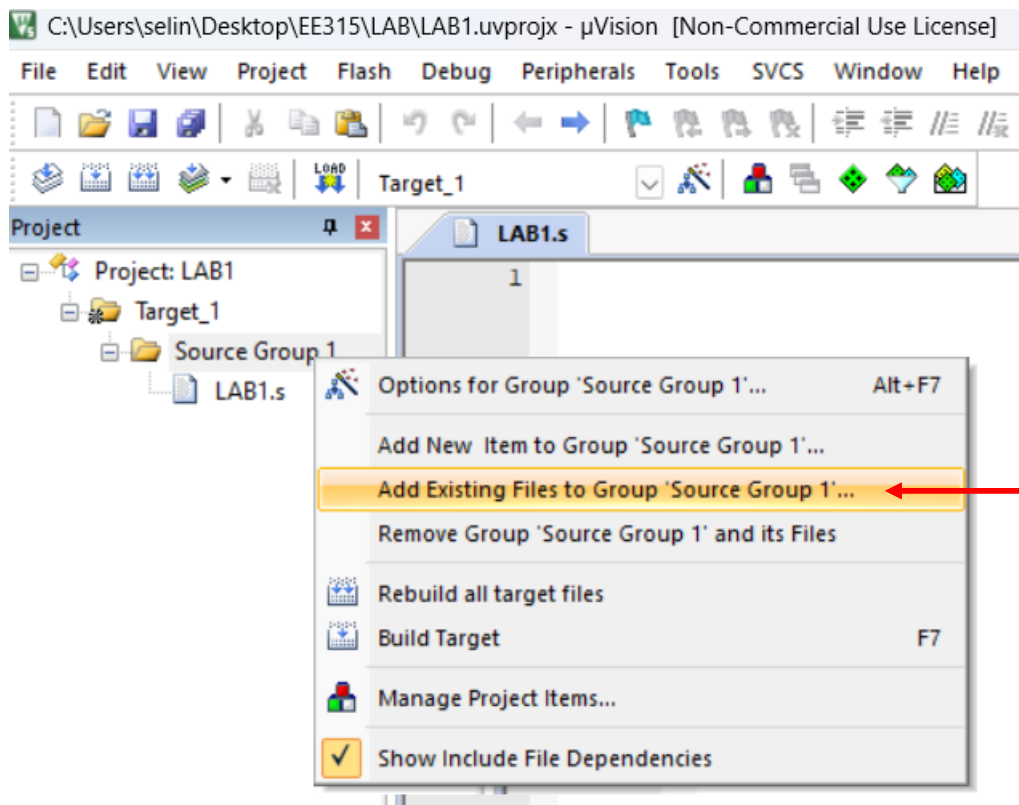 C:\Users\selin\Desktop\EE315\LAB\LAB1.uvprojx - µVision [Non-Commercial Use License]
File Edit View Project Flash Debug Peripherals Tools SVCS Window Help
LOAD Target_1
Project
LAB1.s
Project: LAB1
1
Target_1
Source Group 1
LAB1.s
Options for Group 'Source Group 1'... Alt+F7
Add New Item to Group 'Source Group 1'...
Add Existing Files to Group 'Source Group 1'...
Remove Group 'Source Group 1' and its Files
Rebuild all target files
Build Target F7
Manage Project Items...
Show Include File Dependencies